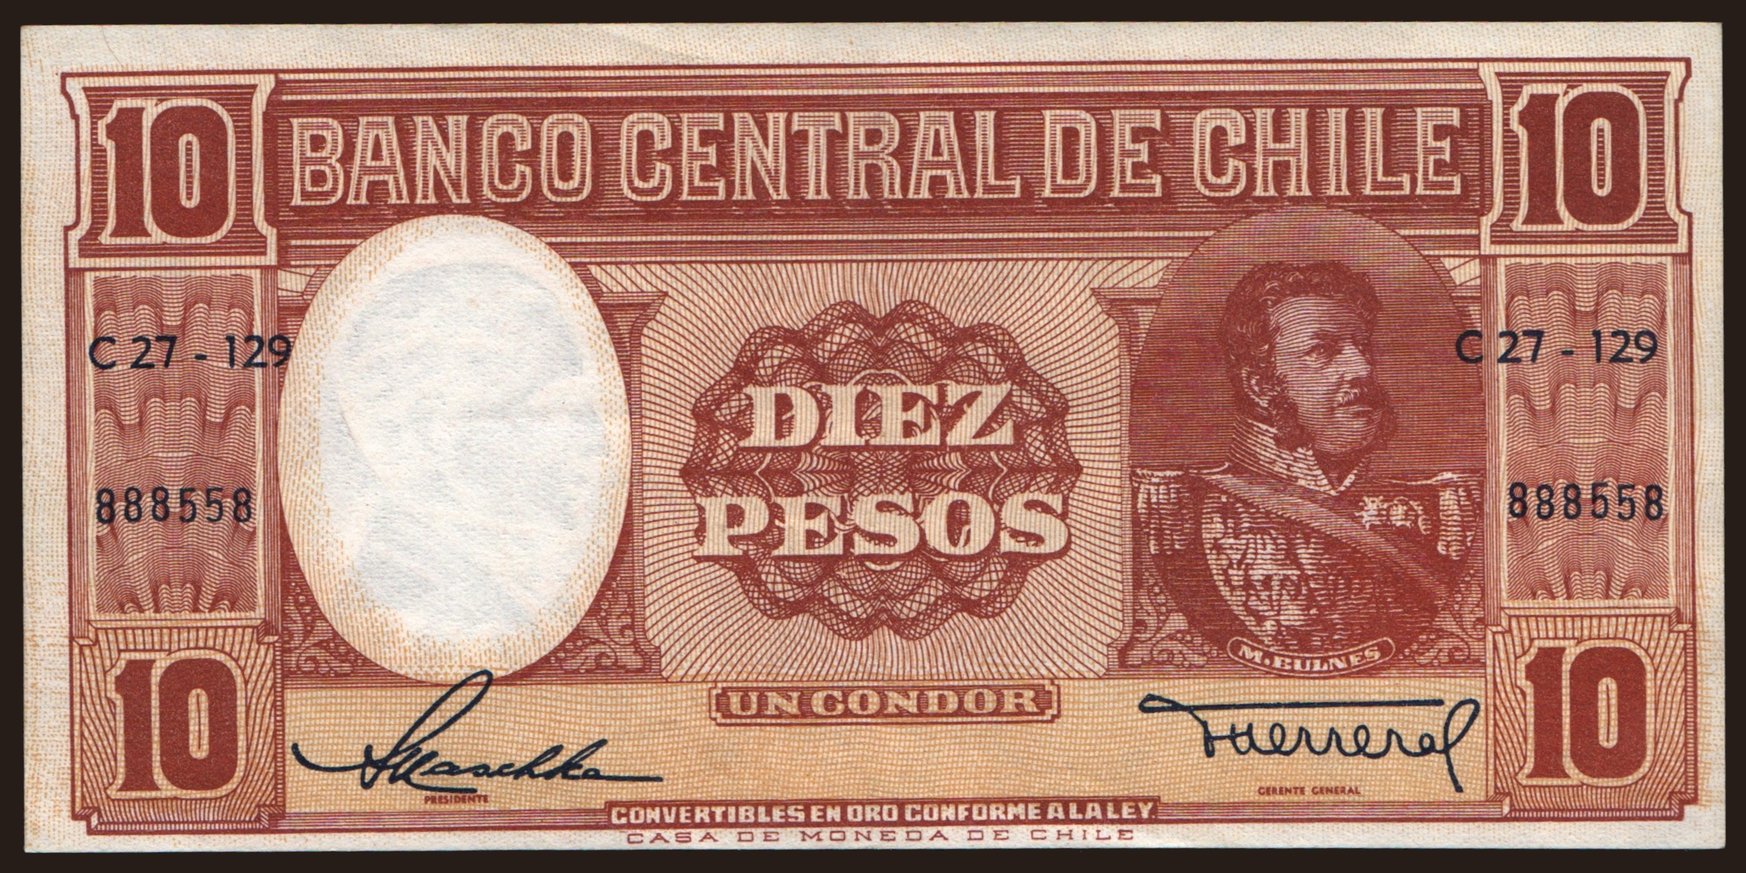 10 10
BANCO CENTRAL DE CHILE
C 27 - 129 C 27 - 129
DIEZ
888558 888558
PESOS
M. BULNES
UN CONDOR
10 10
Maschke
PRESIDENTE
GERENTE GENERAL
CONVERTIBLES EN ORO CONFORME A LA LEY.
CASA DE MONEDA DE CHILE